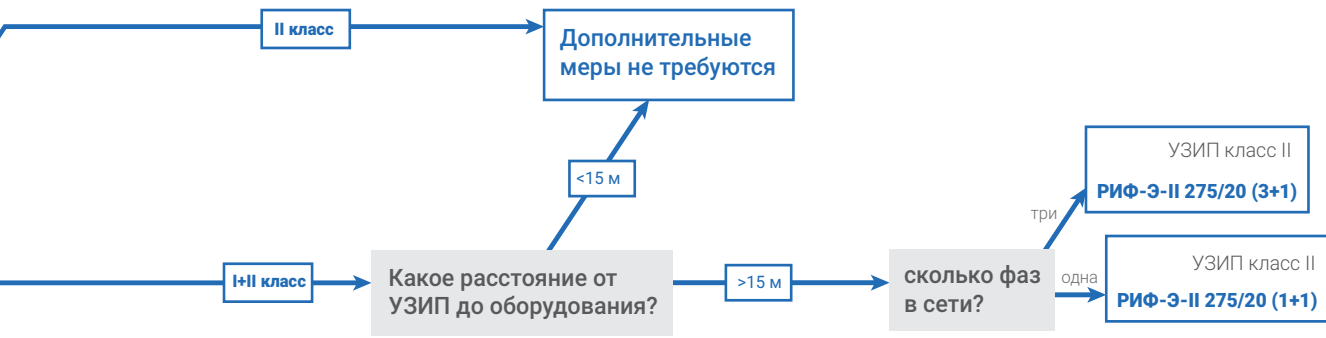 II класс
Дополнительные
меры не требуются
<15 м
УЗИП класс II
РИФ-Э-II 275/20 (3+1)
три
I+II класс
Какое расстояние от
УЗИП до оборудования?
>15 м
сколько фаз
в сети?
одна
УЗИП класс II
РИФ-Э-II 275/20 (1+1)